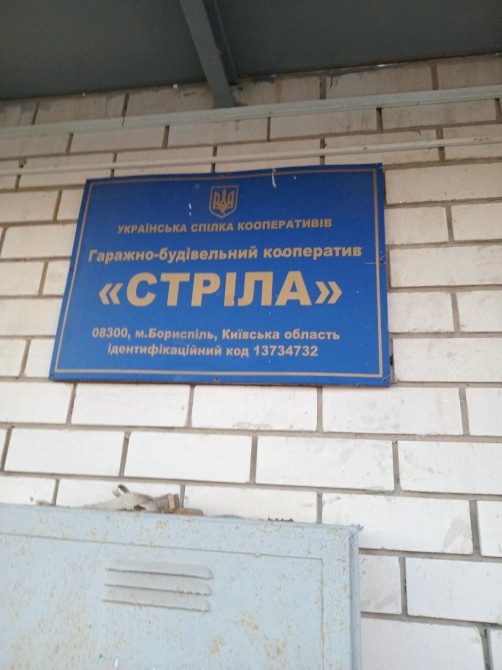 УКРАЇНСЬКА СПІЛКА КООПЕРАТИВІВ
Гаражно-будівельний кооператив
«СТРІЛА»
08300, м.Бориспіль, Київська область
ідентифікаційний код 13734732